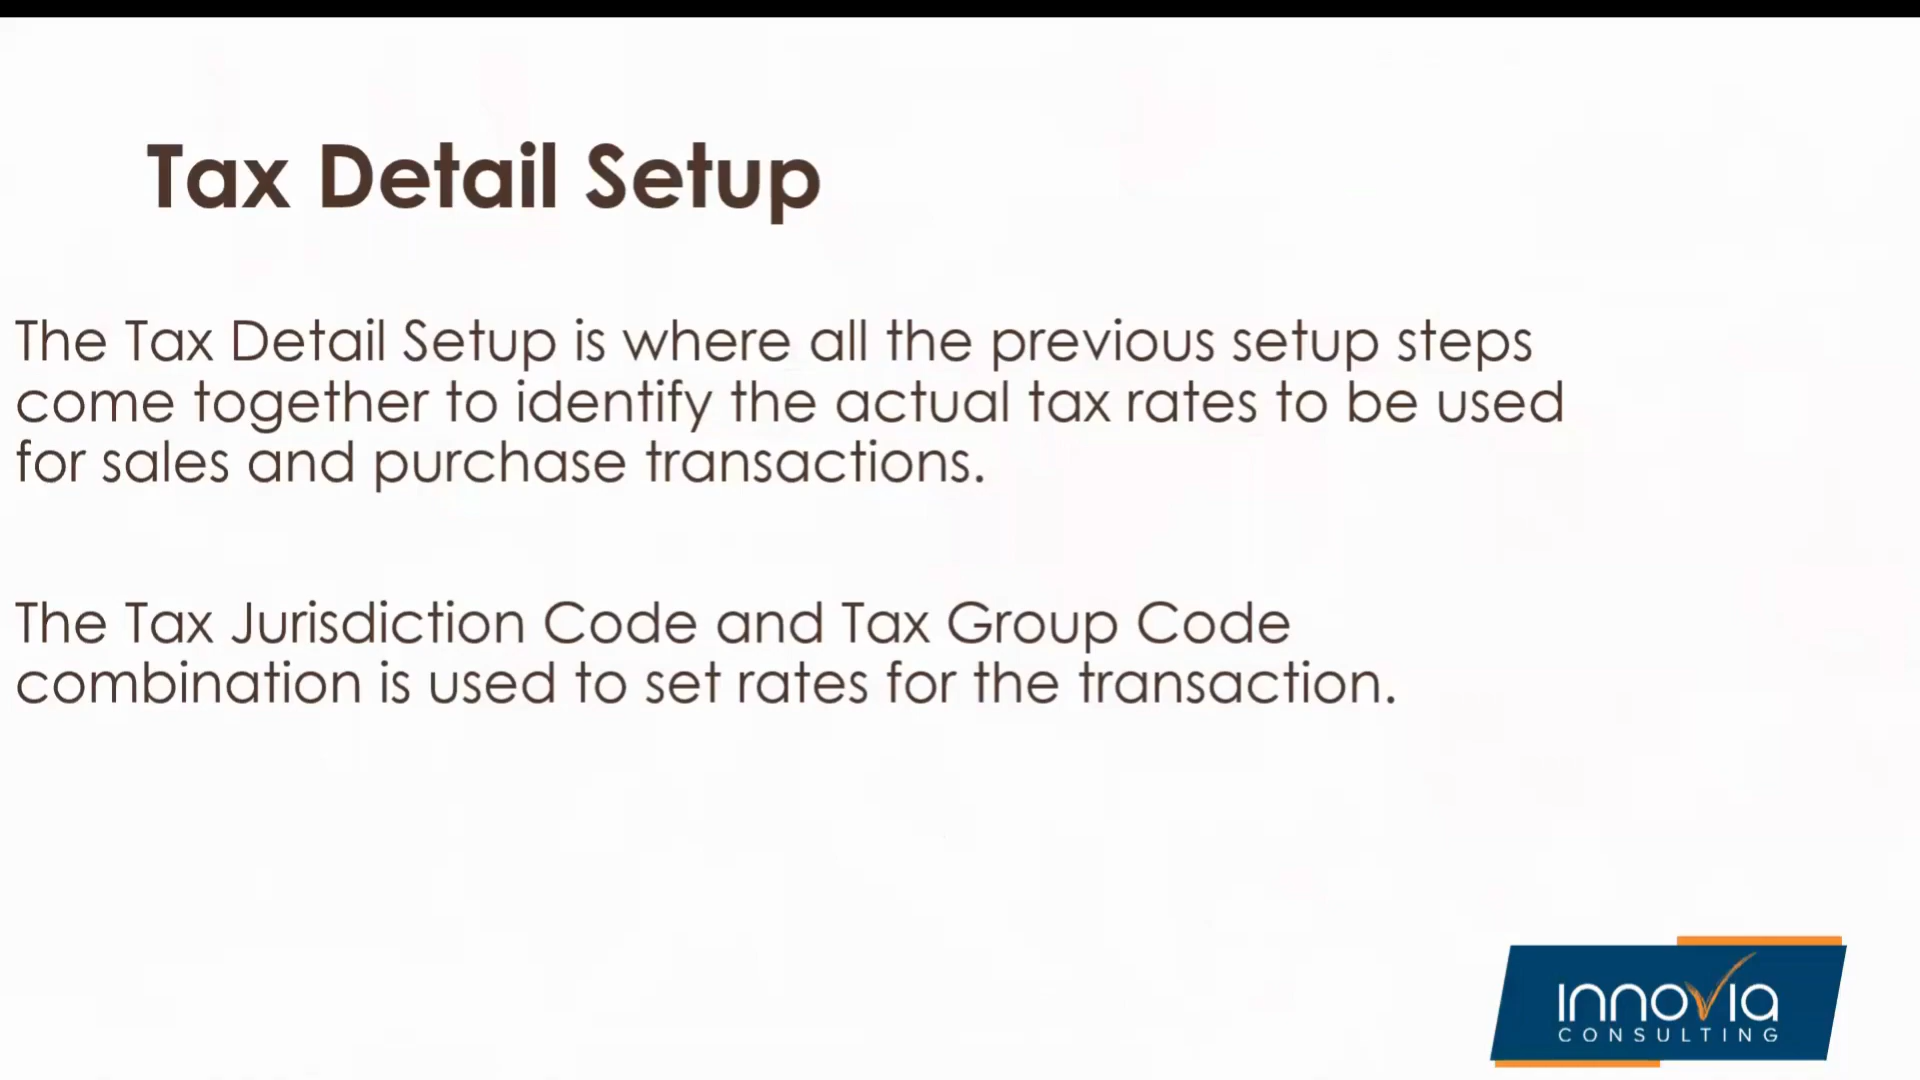 Tax Detail Setup
The Tax Detail Setup is where all the previous setup steps
come together to identify the actual tax rates to be used
for sales and purchase transactions.
The Tax Jurisdiction Code and Tax Group Code
combination is used to set rates for the transaction.
innovia
CONSULTING